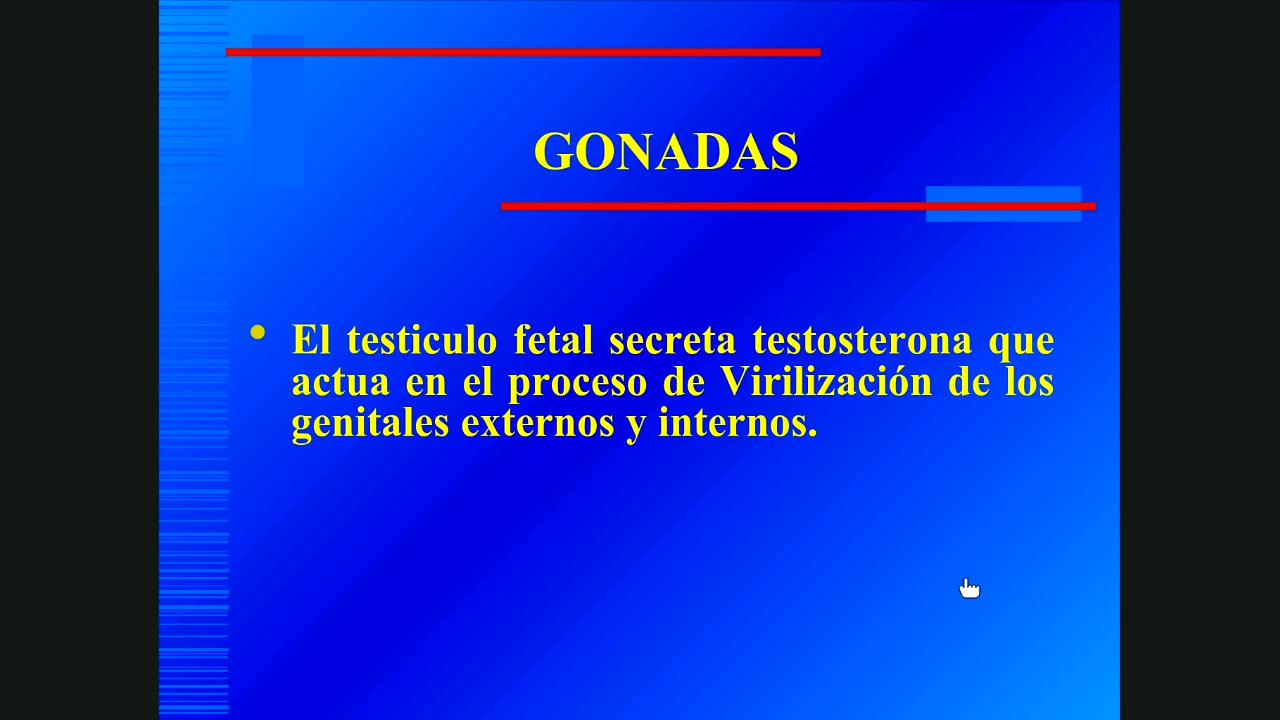 GONADAS
El testiculo fetal secreta testosterona que
actua en el proceso de Virilización de los
genitales externos y internos.